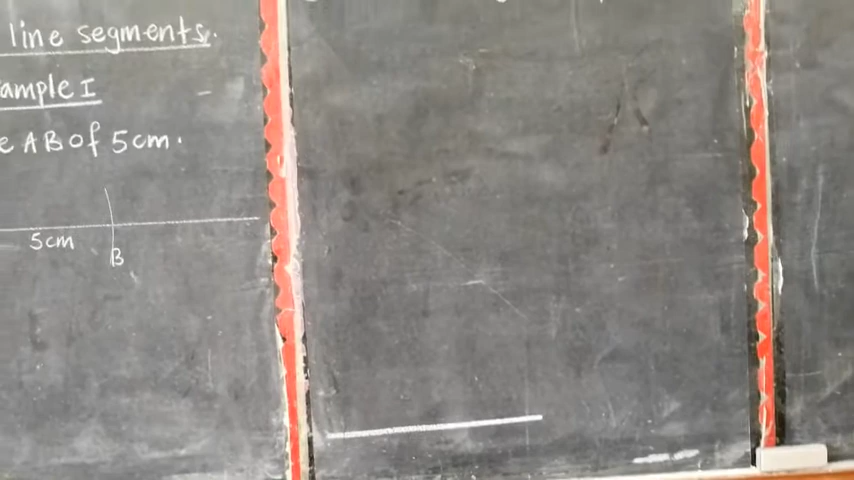 line segments.
ample I
e AB of 5cm.
5cm
B